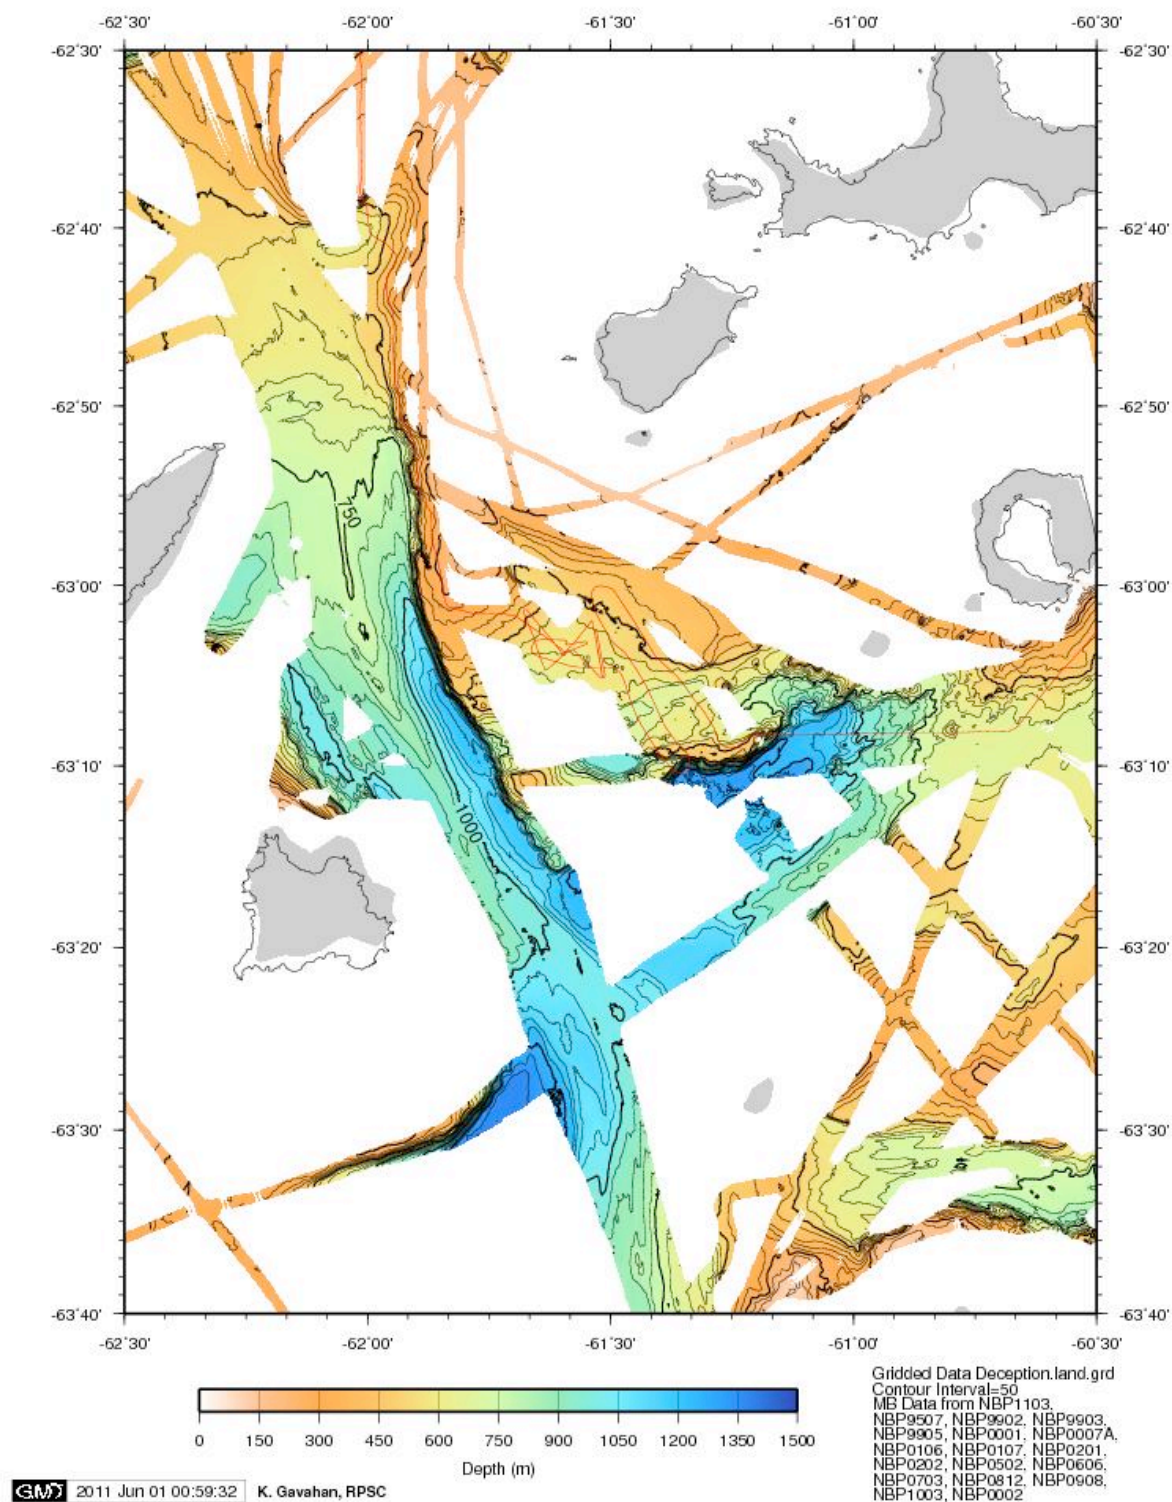 -62°30' -62°00' -61°30' -61°00' -60°30'
-62°30' -62°30'
-62°40' -62°40'
-62°50' -62°50'
750
-63°00' -63°00'
-63°10' -63°10'
1000
-63°20' -63°20'
-63°30' -63°30'
-63°40' -63°40'
-62°30' -62°00' -61°30' -61°00' -60°30'
0 150 300 450 600 750 900 1050 1200 1350 1500
Depth (m)
Gridded Data Deception.land.grd
Contour Interval=50
MB Data from NBP1103,
NBP9507, NBP9902, NBP9903,
NBP9905, NBP0001, NBP0007A,
NBP0106, NBP0107, NBP0201,
NBP0202, NBP0502, NBP0606,
NBP0703, NBP0812, NBP0908,
NBP1003, NBP0002
GMT 2011 Jun 01 00:59:32 K. Gavahan, RPSC